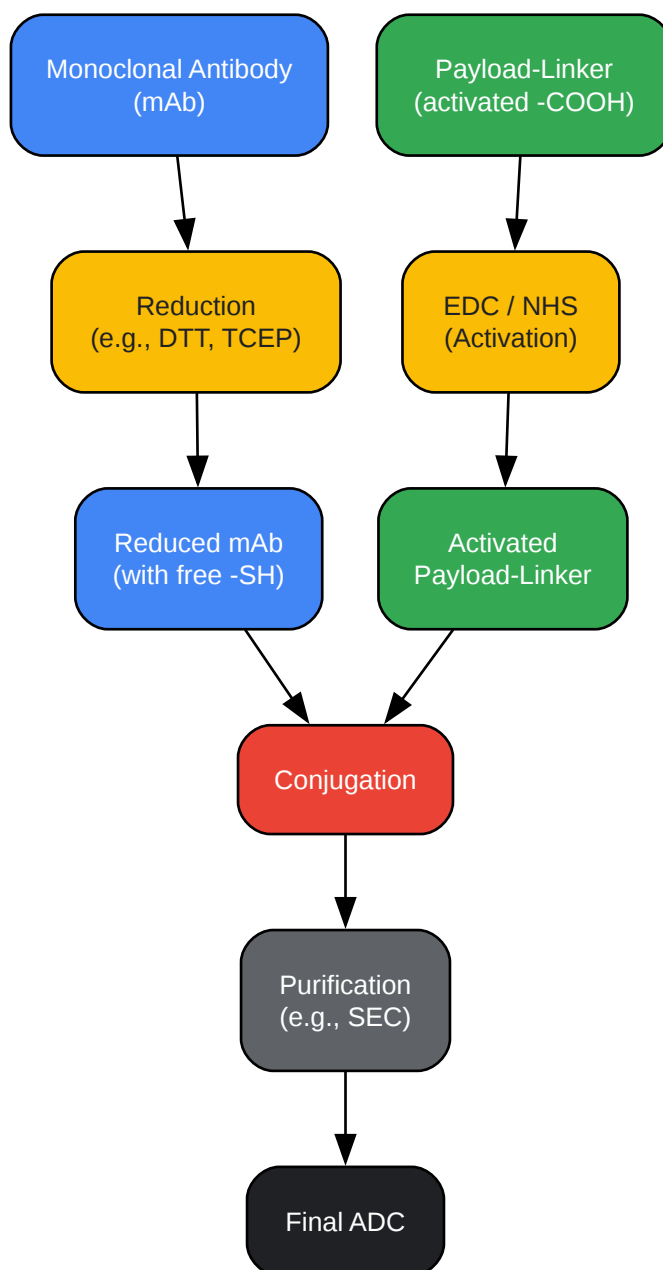 Monoclonal Antibody
(mAb)
Payload-Linker
(activated -COOH)
Reduction
(e.g., DTT, TCEP)
EDC / NHS
(Activation)
Reduced mAb
(with free -SH)
Activated
Payload-Linker
Conjugation
Purification
(e.g., SEC)
Final ADC